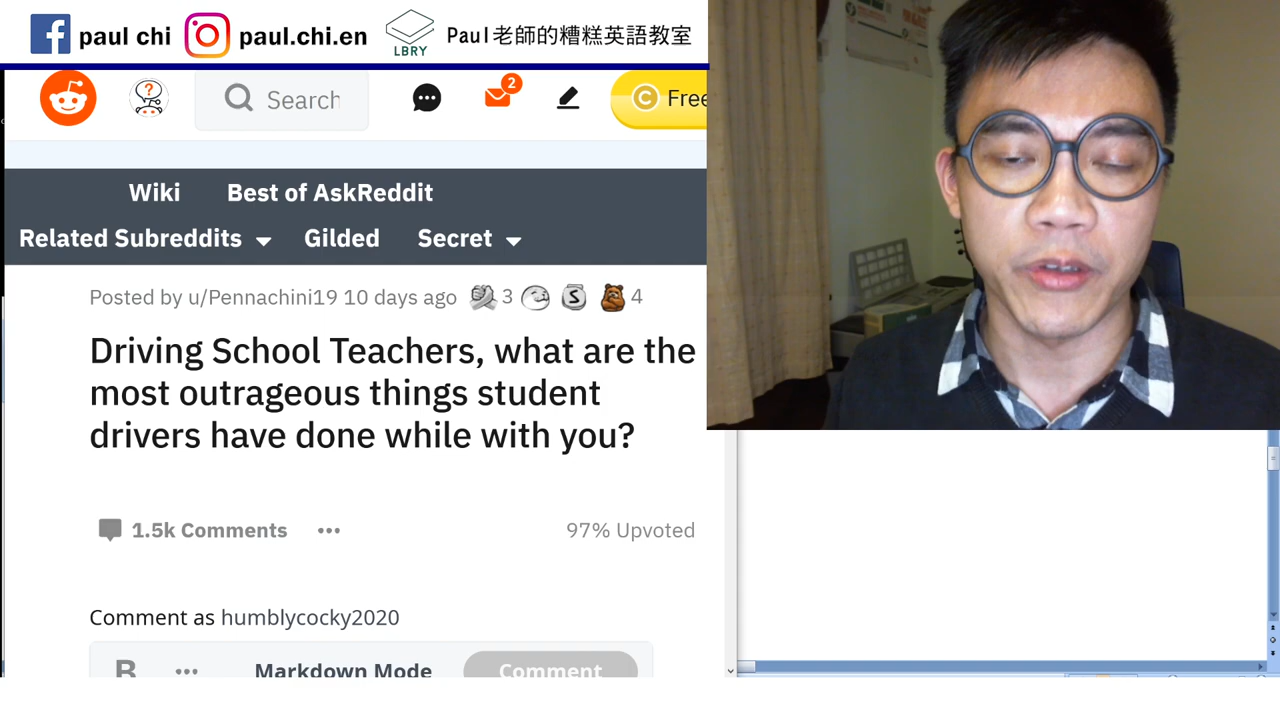 paul chi paul.chi.en LBRY Paul老師的糟糕英語教室
2
Search
Free
Wiki Best of AskReddit
Related Subreddits Gilded Secret
Posted by u/Pennachini19 10 days ago 3 S 4
Driving School Teachers, what are the
most outrageous things student
drivers have done while with you?
1.5k Comments 97% Upvoted
Comment as humblycocky2020
B Markdown Mode Comment